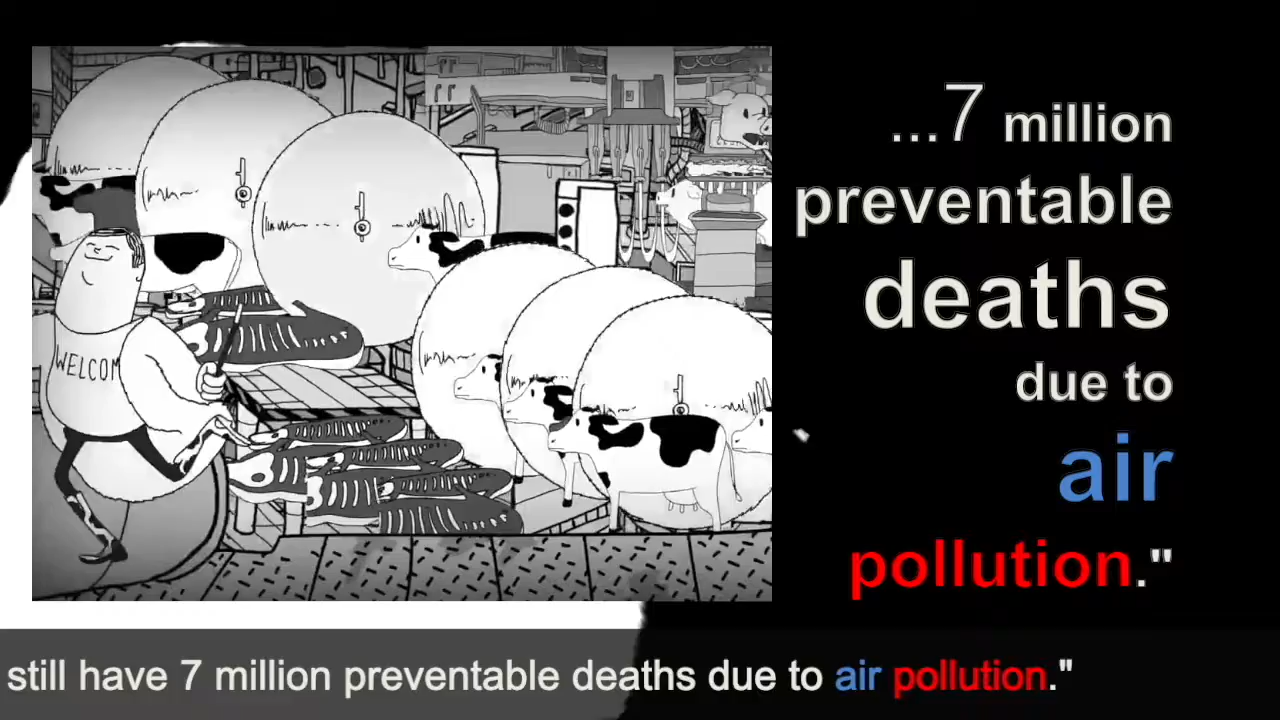 WELCOM
...7 million
preventable
deaths
due to
air
pollution."
still have 7 million preventable deaths due to air pollution."